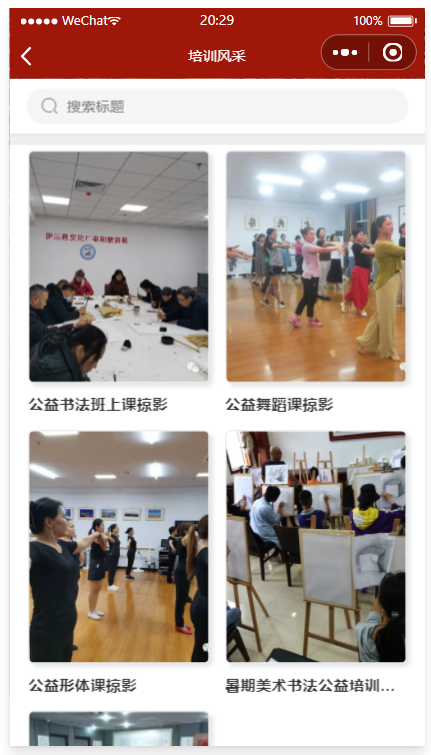 WeChat
20:29
100%
培训风采
搜索标题
公益书法班上课掠影
公益舞蹈课掠影
公益形体课掠影
暑期美术书法公益培训...